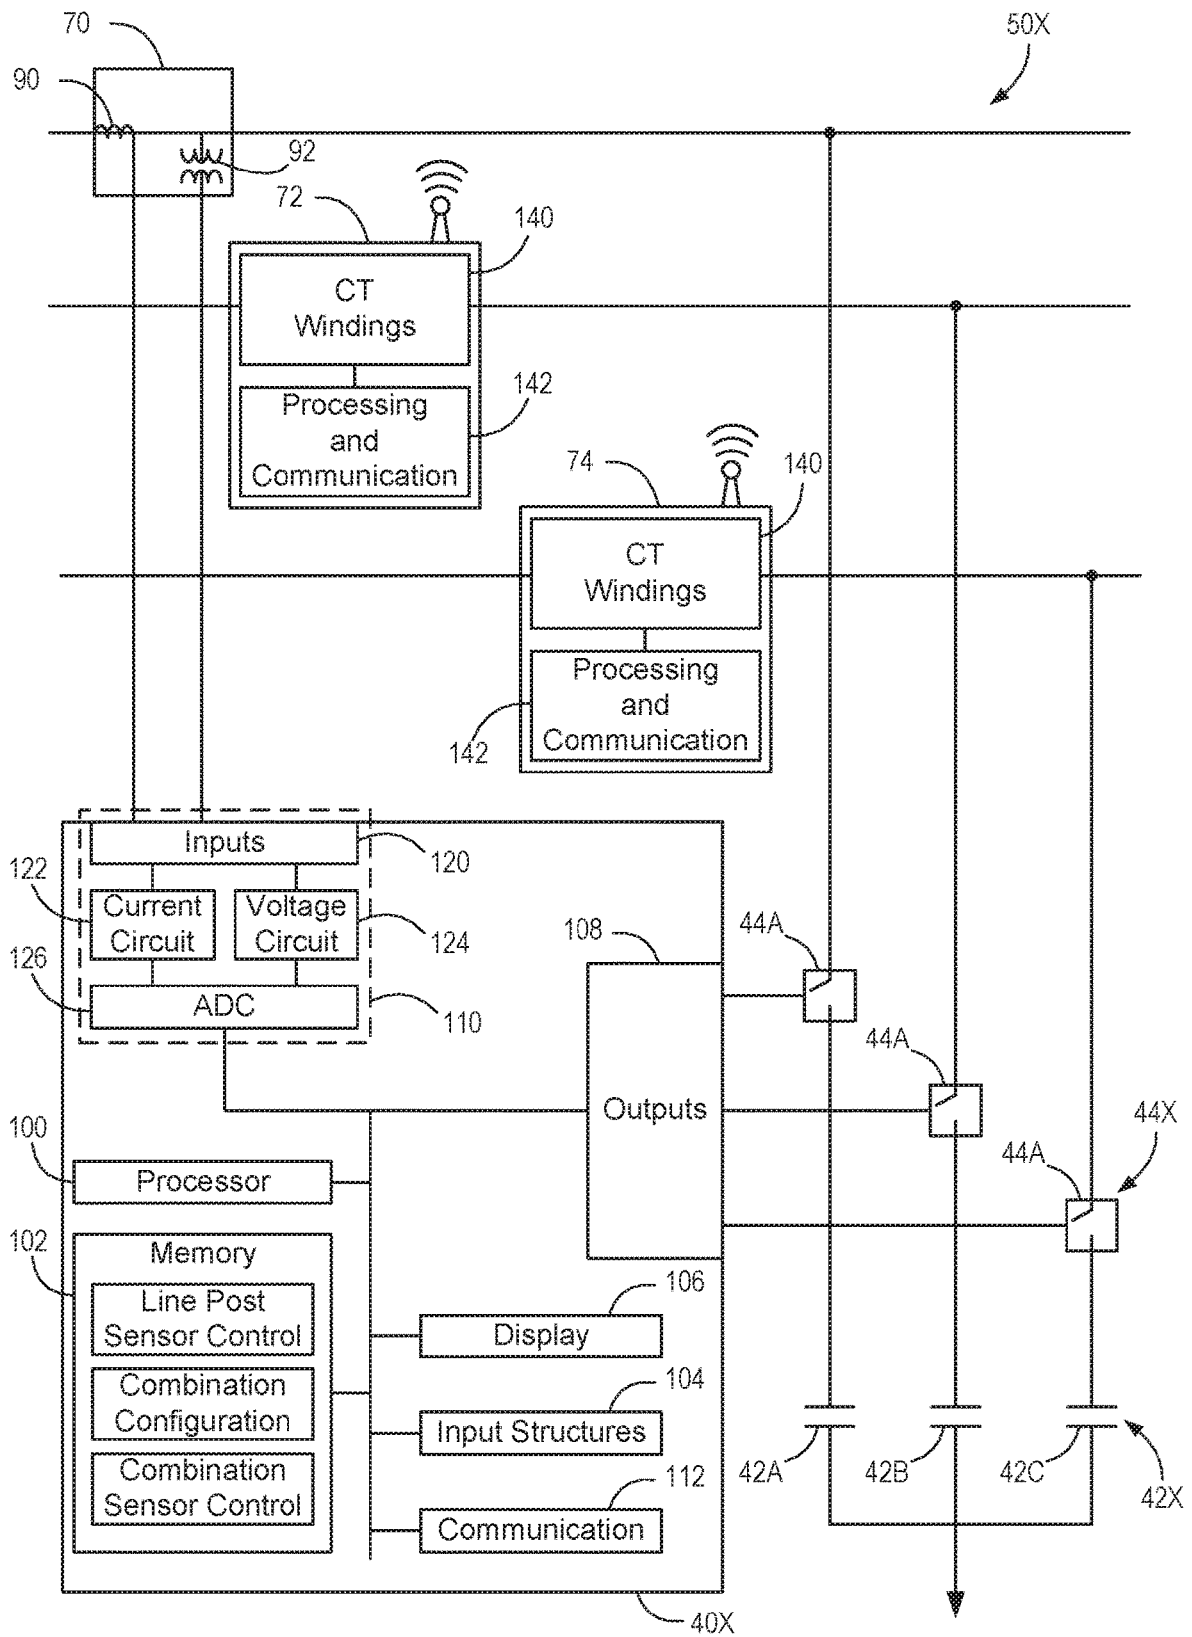 70
50X
90
92
72
140
CT
Windings
142
Processing
and
Communication
74
140
CT
Windings
Processing
and
Communication
142
Inputs
120
122
Current
Circuit
Voltage
Circuit
124
126
ADC
110
108
Outputs
44A
44A
44A
44X
100
Processor
102
Memory
Line Post
Sensor Control
Combination
Configuration
Combination
Sensor Control
106
Display
104
Input Structures
112
Communication
42A
42B
42C
42X
40X